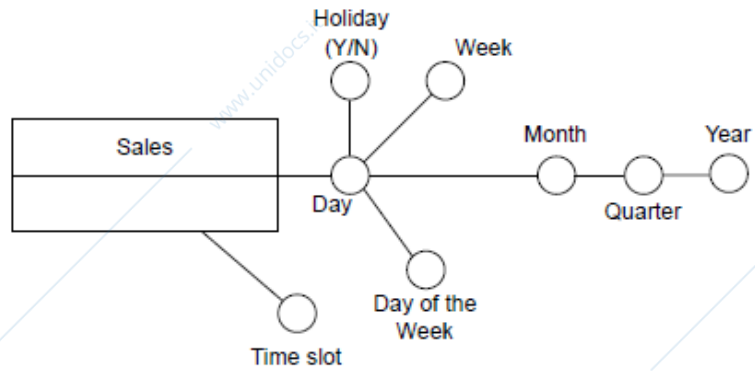 Holiday
(Y/N)
Week
Sales
Month
Year
Day
Quarter
Day of the
Week
Time slot